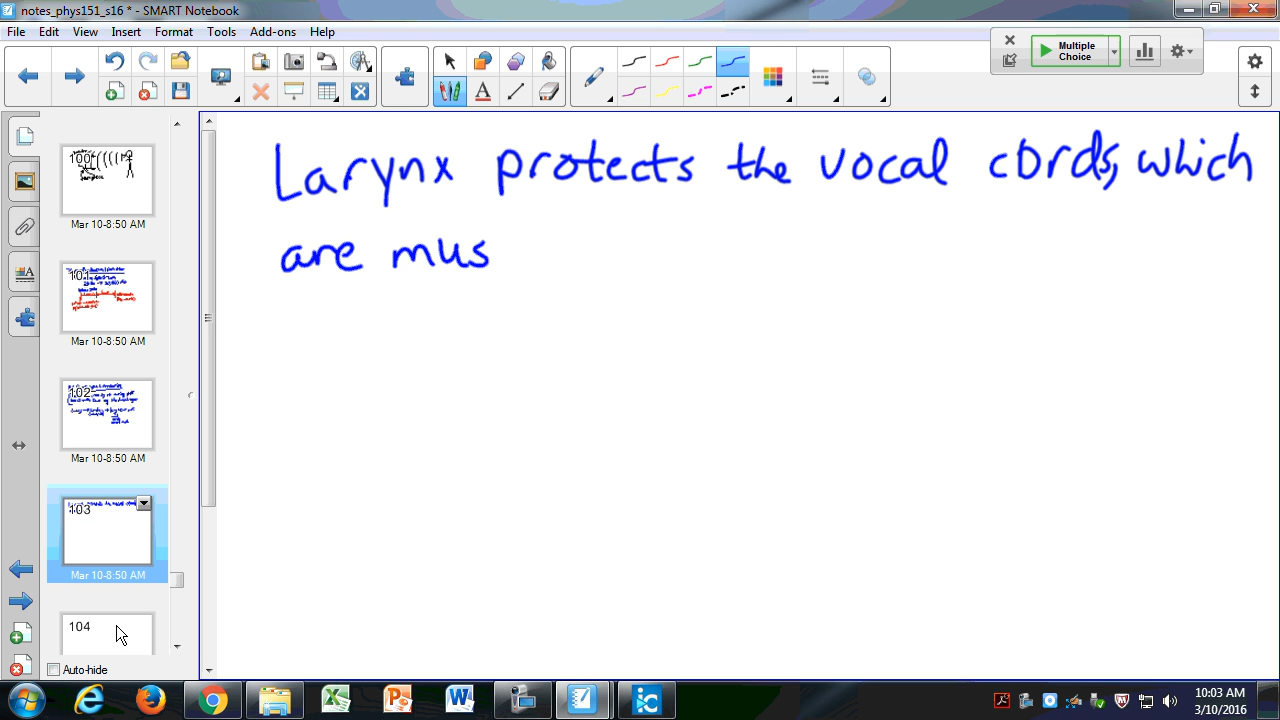 notes_phys151_s16 * - SMART Notebook
File Edit View Insert Format Tools Add-ons Help
Multiple
Choice
100
Mar 10-8:50 AM
101
Mar 10-8:50 AM
102
Mar 10-8:50 AM
103
Mar 10-8:50 AM
104
Auto-hide
Larynx protects the vocal cords, which
are mus
10:03 AM
3/10/2016